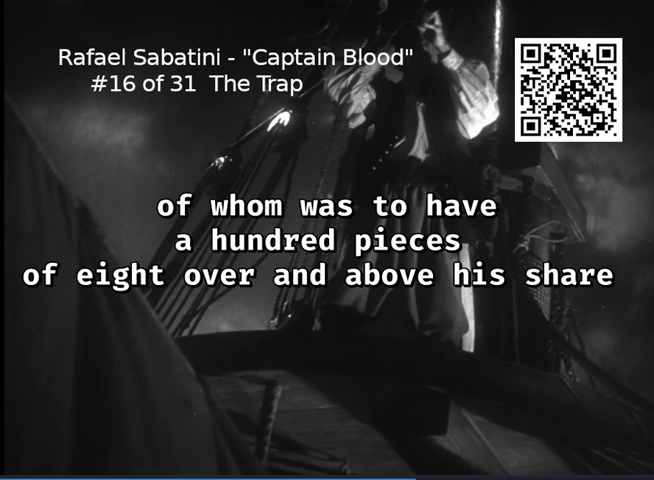 Rafael Sabatini - "Captain Blood"
#16 of 31  The Trap
of whom was to have
a hundred pieces
of eight over and above his share